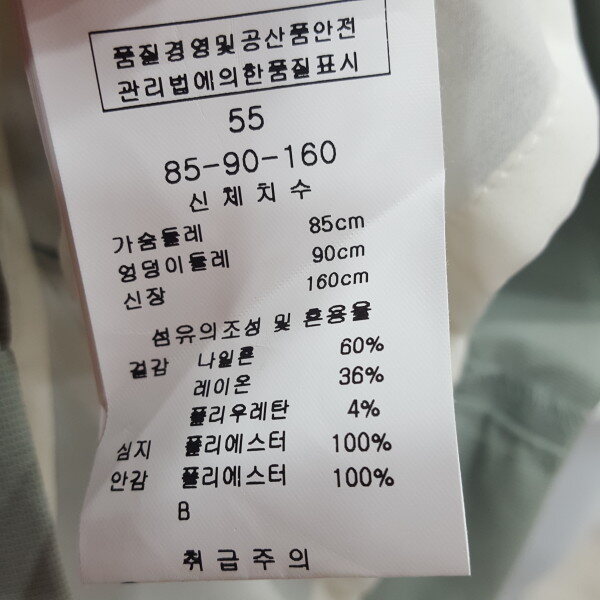 품질경영및공산품안전
관리법에의한품질표시
55
85-90-160
신체치수
가슴둘레 85cm
엉덩이둘레 90cm
신장 160cm
섬유의조성 및 혼용율
겉감 나일론 60%
레이온 36%
폴리우레탄 4%
심지 폴리에스터 100%
안감 폴리에스터 100%
B
취급주의